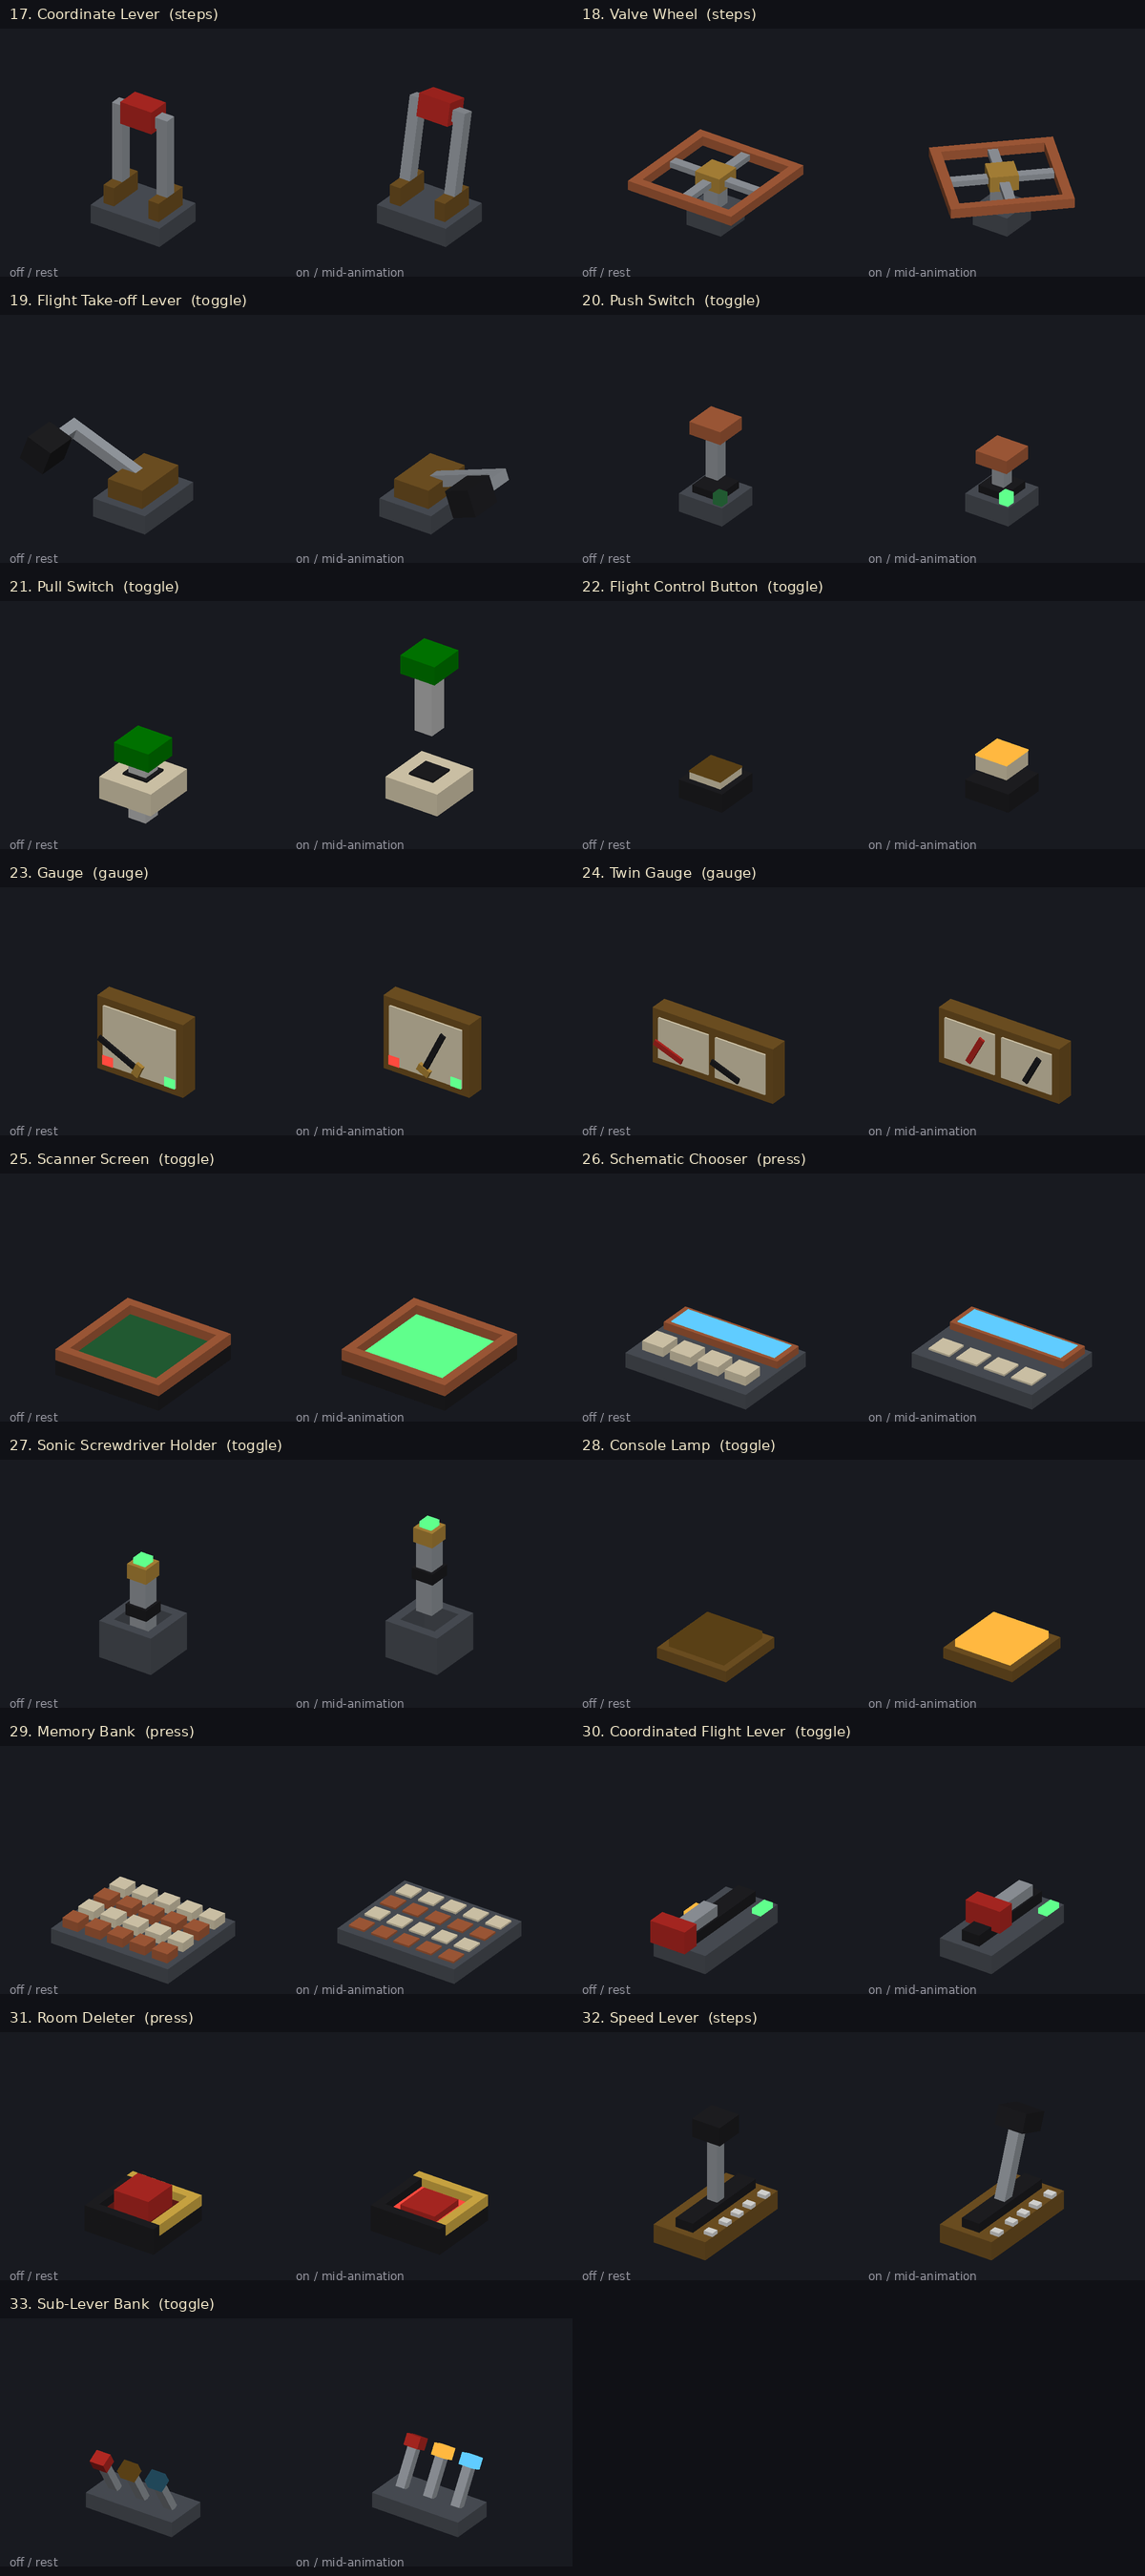 17. Coordinate Lever  (steps)
18. Valve Wheel  (steps)
off / rest
on / mid-animation
off / rest
on / mid-animation
19. Flight Take-off Lever  (toggle)
20. Push Switch  (toggle)
off / rest
on / mid-animation
off / rest
on / mid-animation
21. Pull Switch  (toggle)
22. Flight Control Button  (toggle)
off / rest
on / mid-animation
off / rest
on / mid-animation
23. Gauge  (gauge)
24. Twin Gauge  (gauge)
off / rest
on / mid-animation
off / rest
on / mid-animation
25. Scanner Screen  (toggle)
26. Schematic Chooser  (press)
off / rest
on / mid-animation
off / rest
on / mid-animation
27. Sonic Screwdriver Holder  (toggle)
28. Console Lamp  (toggle)
off / rest
on / mid-animation
off / rest
on / mid-animation
29. Memory Bank  (press)
30. Coordinated Flight Lever  (toggle)
off / rest
on / mid-animation
off / rest
on / mid-animation
31. Room Deleter  (press)
32. Speed Lever  (steps)
off / rest
on / mid-animation
off / rest
on / mid-animation
33. Sub-Lever Bank  (toggle)
off / rest
on / mid-animation